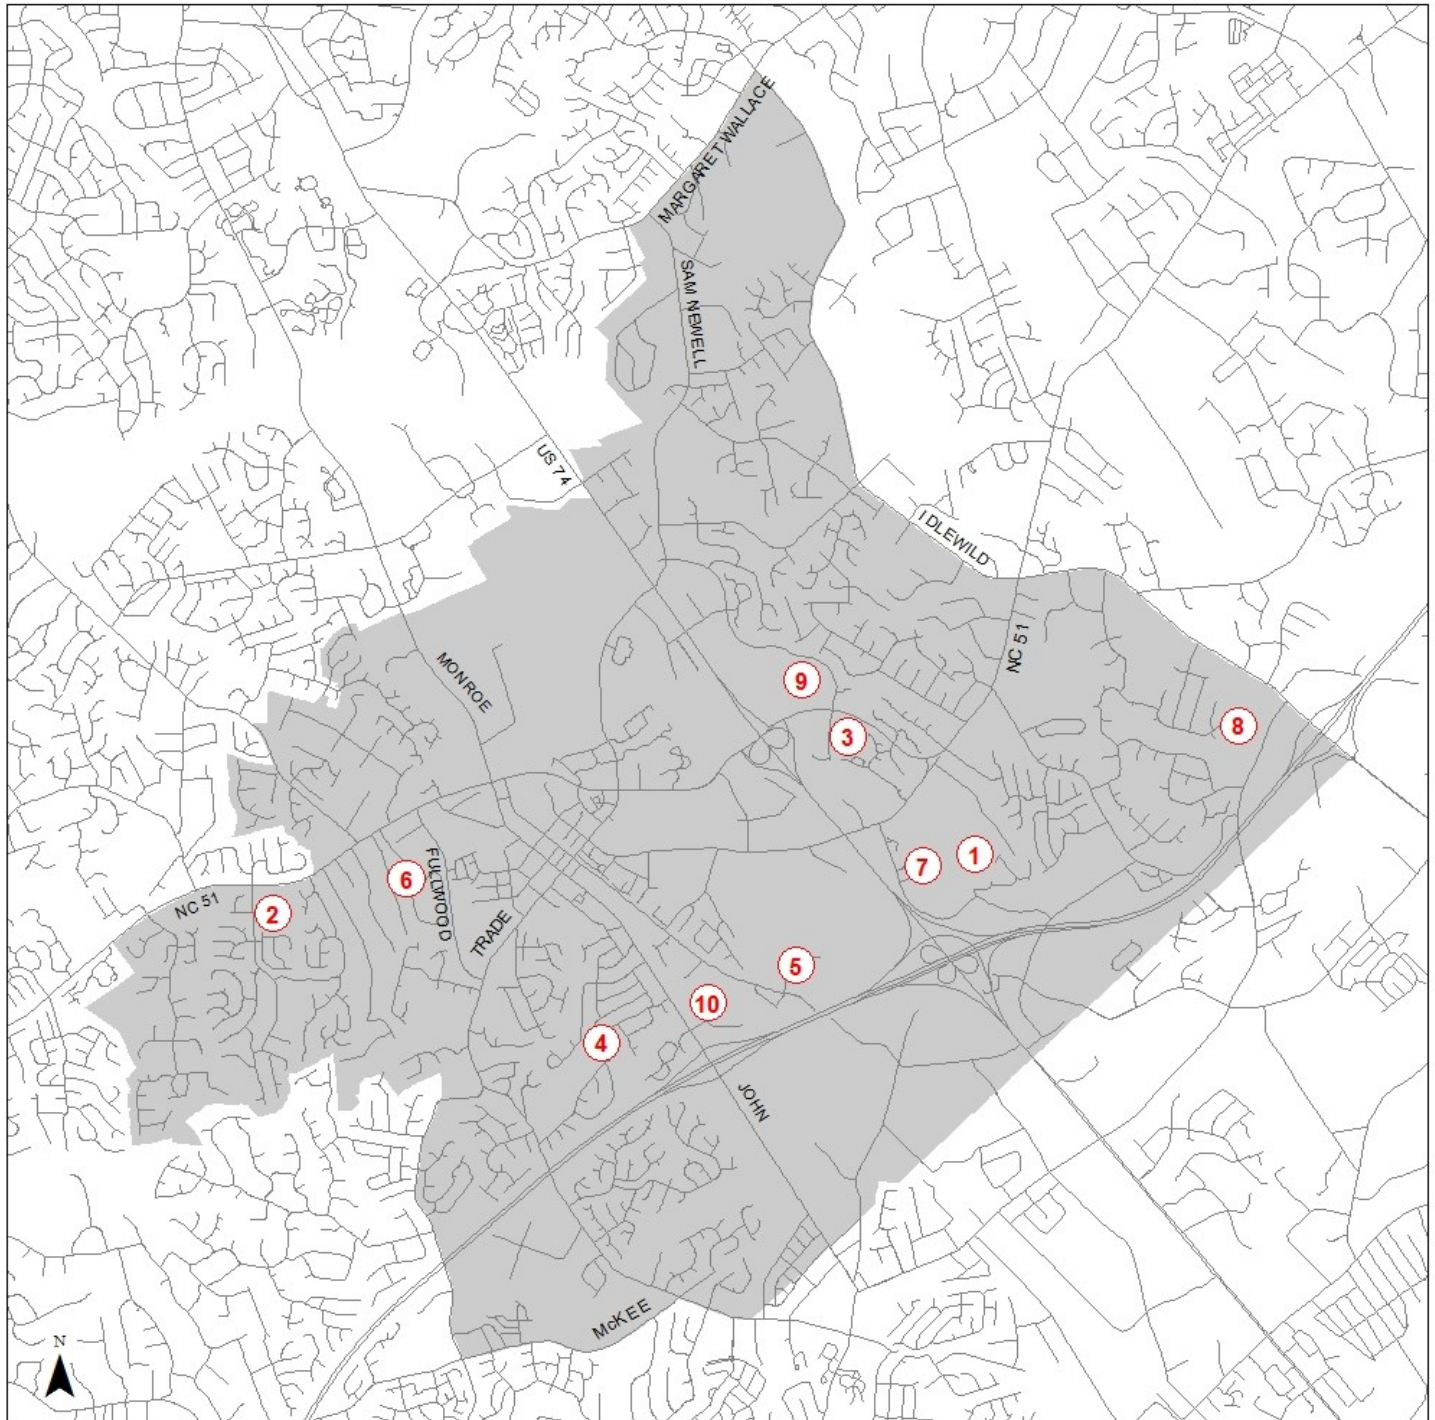 MARGARET WALLACE
SAM NEWELL
US 74
IDLEWILD
NC 51
MONROE
9
3
8
FULLWOOD
7
1
6
NC 51
2
TRADE
5
10
4
JOHN
McKEE
N